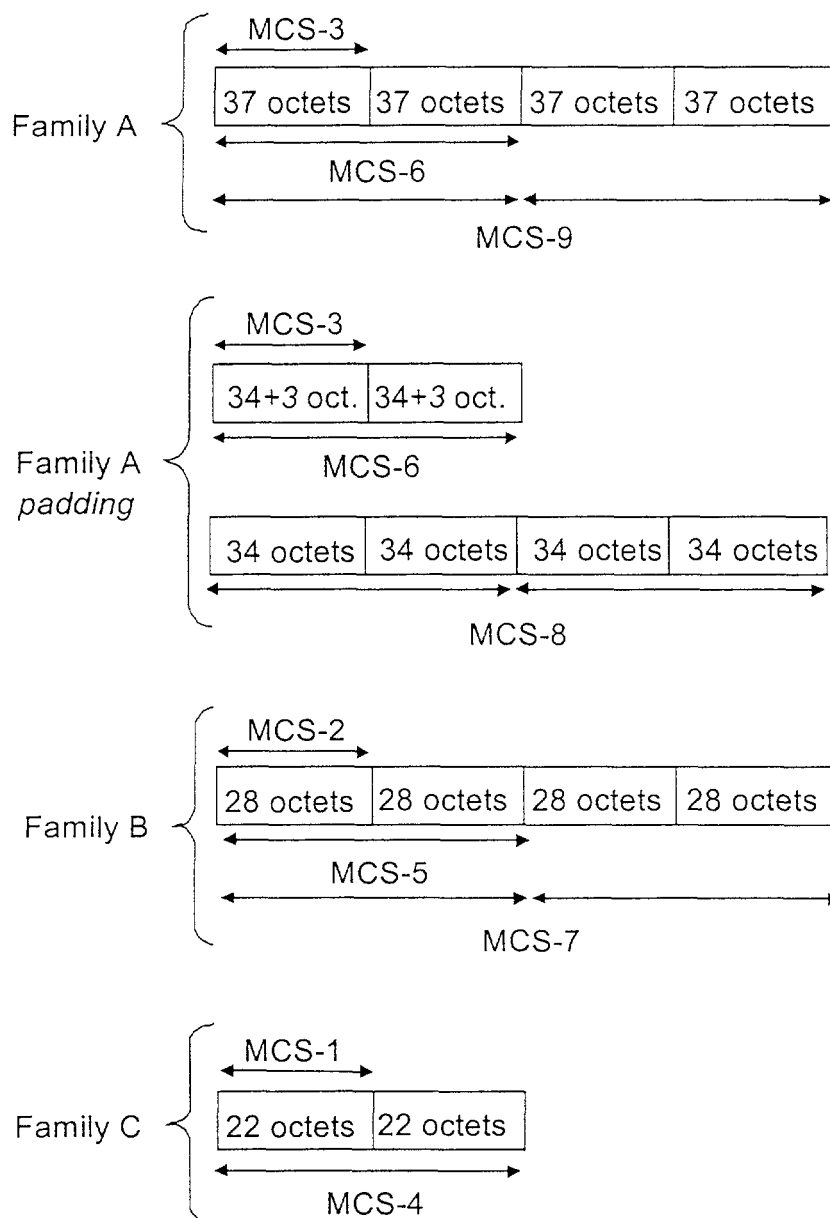 MCS-3
Family A
37 octets 37 octets 37 octets 37 octets
MCS-6
MCS-9
MCS-3
34+3 oct. 34+3 oct.
Family A
padding
MCS-6
34 octets 34 octets 34 octets 34 octets
MCS-8
MCS-2
28 octets 28 octets 28 octets 28 octets
Family B
MCS-5
MCS-7
MCS-1
Family C
22 octets 22 octets
MCS-4